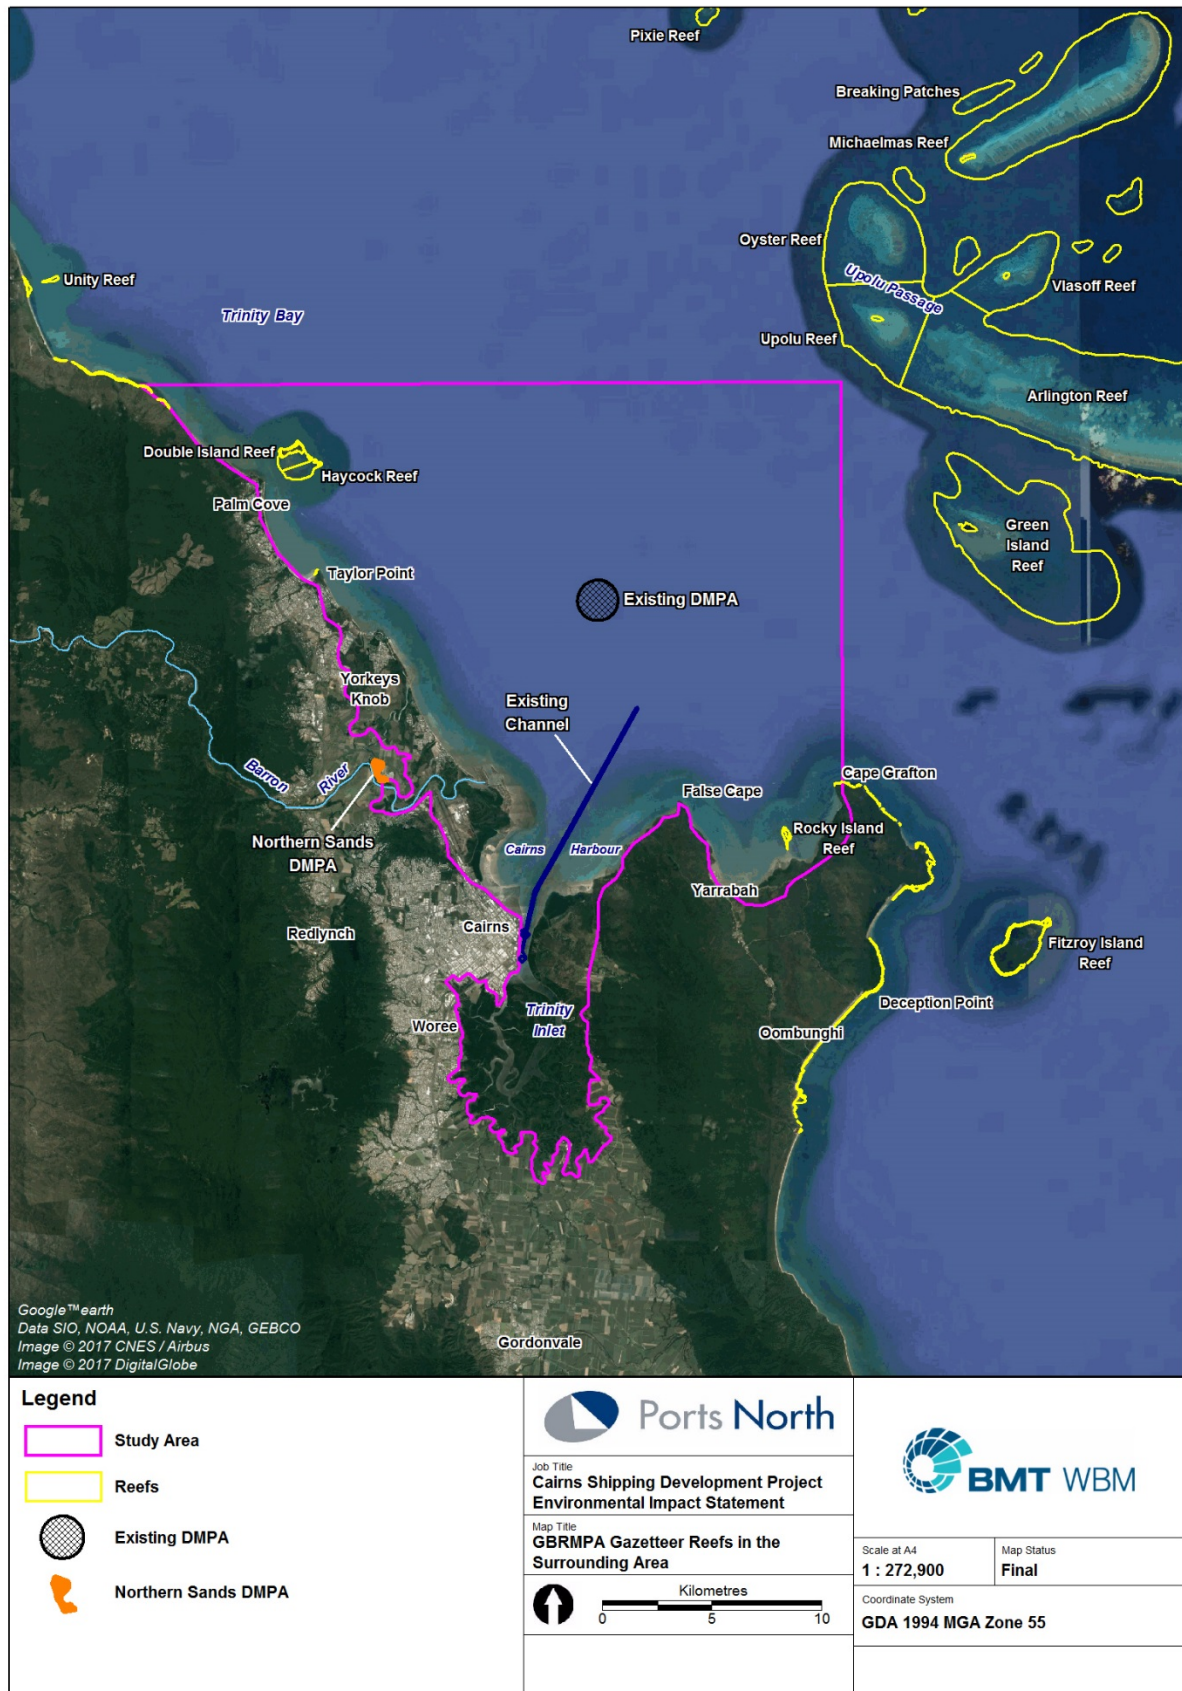 Pixie Reef
Breaking Patches
Michaelmas Reef
Oyster Reef
Upolu Passage
Vlasoff Reef
Unity Reef
Trinity Bay
Upolu Reef
Arlington Reef
Double Island Reef
Haycock Reef
Palm Cove
Green
Island
Reef
Taylor Point
Existing DMPA
Yorkeys
Knob
Existing
Channel
Barron River
Cape Grafton
False Cape
Northern Sands
DMPA
Cairns Harbour
Rocky Island
Reef
Yarrabah
Cairns
Redlynch
Fitzroy Island
Reef
Deception Point
Trinity
Inlet
Woree
Oombunghi
Gordonvale
Google™earth
Data SIO, NOAA, U.S. Navy, NGA, GEBCO
Image © 2017 CNES / Airbus
Image © 2017 DigitalGlobe
Legend
Study Area
Reefs
Existing DMPA
Northern Sands DMPA
Ports North
Job Title
Cairns Shipping Development Project
Environmental Impact Statement
Map Title
GBRMPA Gazetteer Reefs in the
Surrounding Area
Kilometres
0 5 10
BMT WBM
Scale at A4
1 : 272,900
Map Status
Final
Coordinate System
GDA 1994 MGA Zone 55